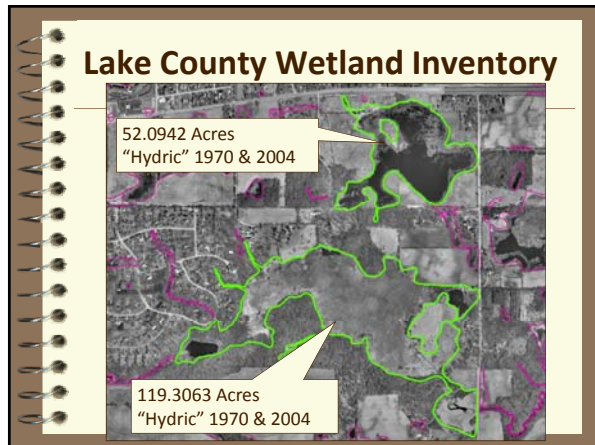 Lake County Wetland Inventory
52.0942 Acres
“Hydric” 1970 & 2004
119.3063 Acres
“Hydric” 1970 & 2004